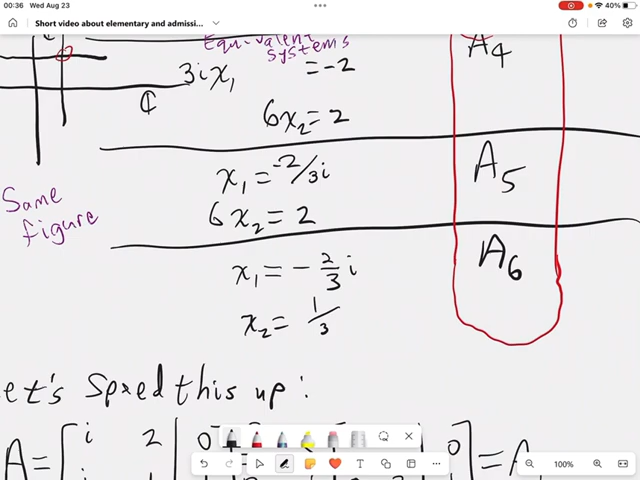 00:36 Wed Aug 23
40%
Short video about elementary and admissi...
Equivalent systems
3ix₁ = -2
A₄
ℂ
6x₂ = 2
x₁ = -2/3i
A₅
Same figure
6x₂ = 2
x₁ = - 2/3 i
A₆
x₂ = 1/3
et's Spred this up:
A = [ i 2 | 0
0 ] = A
100%